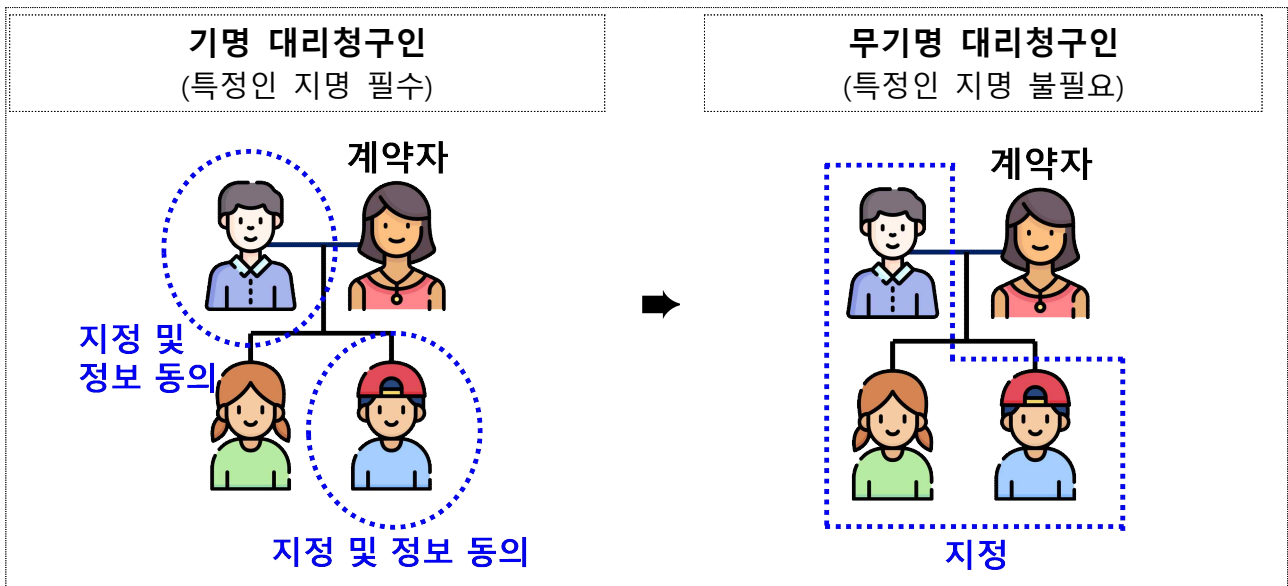 기명 대리청구인
(특정인 지명 필수)
계약자
지정 및
정보 동의
지정 및 정보 동의
무기명 대리청구인
(특정인 지명 불필요)
계약자
지정